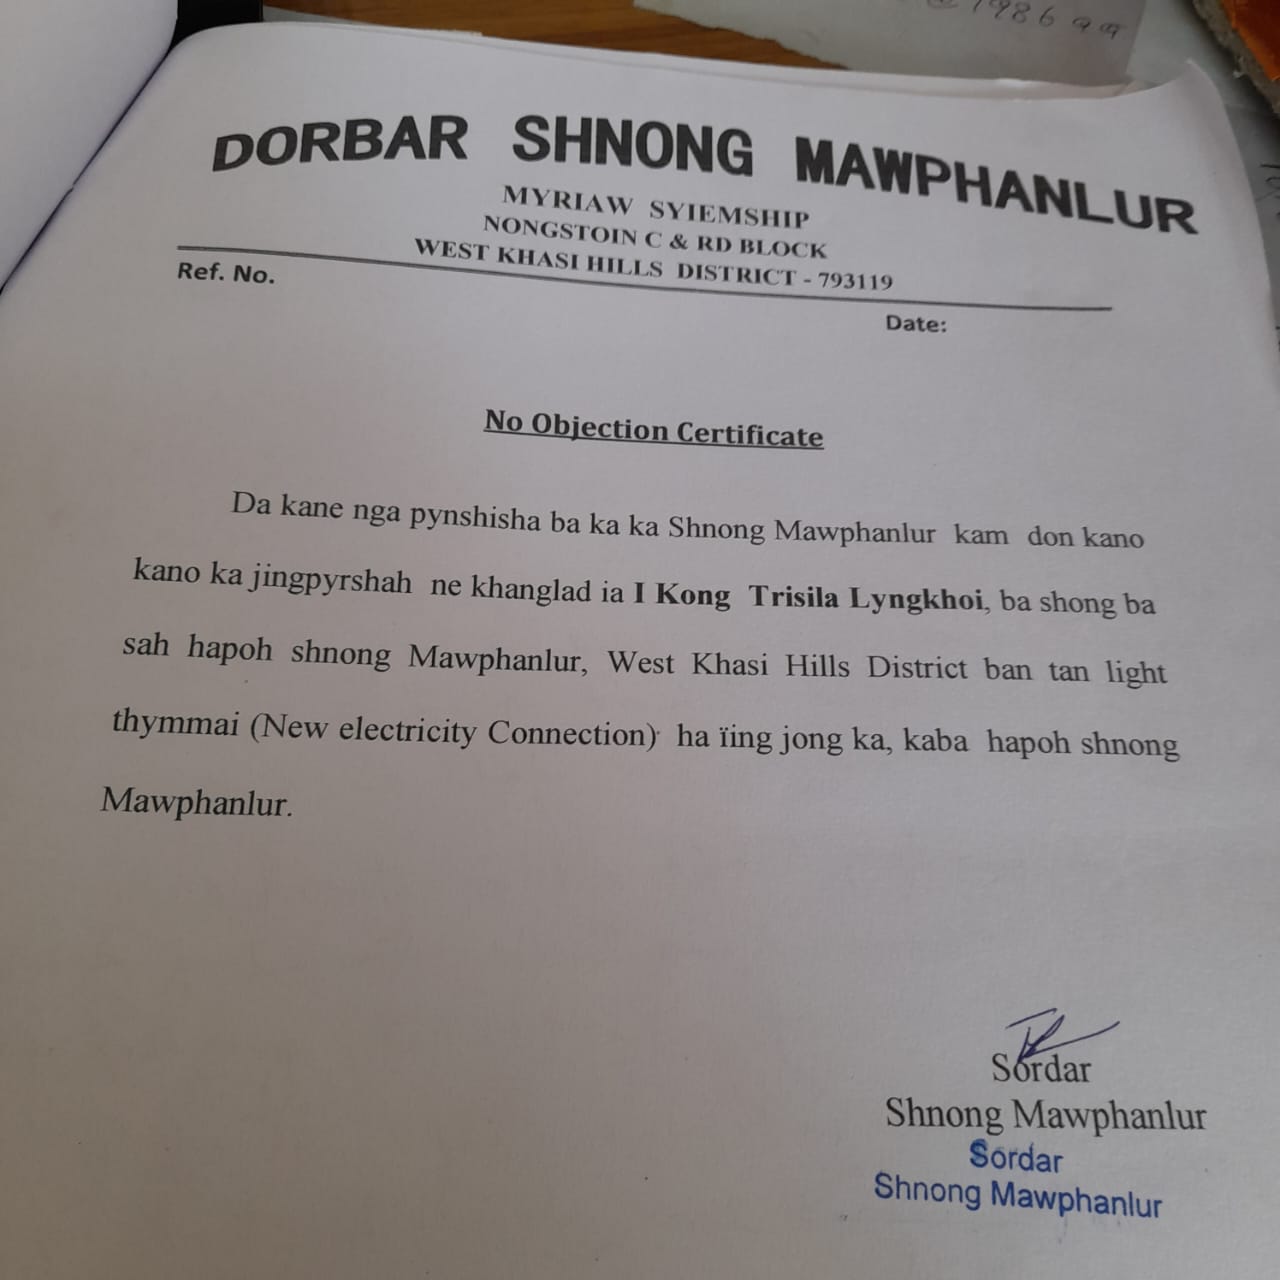 1986
DORBAR SHNONG MAWPHANLUR
MYRIAW SYIEMSHIP
NONGSTOIN C & RD BLOCK
WEST KHASI HILLS DISTRICT - 793119
Ref. No.
Date:
No Objection Certificate
Da kane nga pynshisha ba ka ka Shnong Mawphanlur kam don kano
kano ka jingpyrshah ne khanglad ia I Kong Trisila Lyngkhoi, ba shong ba
sah hapoh shnong Mawphanlur, West Khasi Hills District ban tan light
thymmai (New electricity Connection) ha ïing jong ka, kaba hapoh shnong
Mawphanlur.
Sordar
Shnong Mawphanlur
Sordar
Shnong Mawphanlur